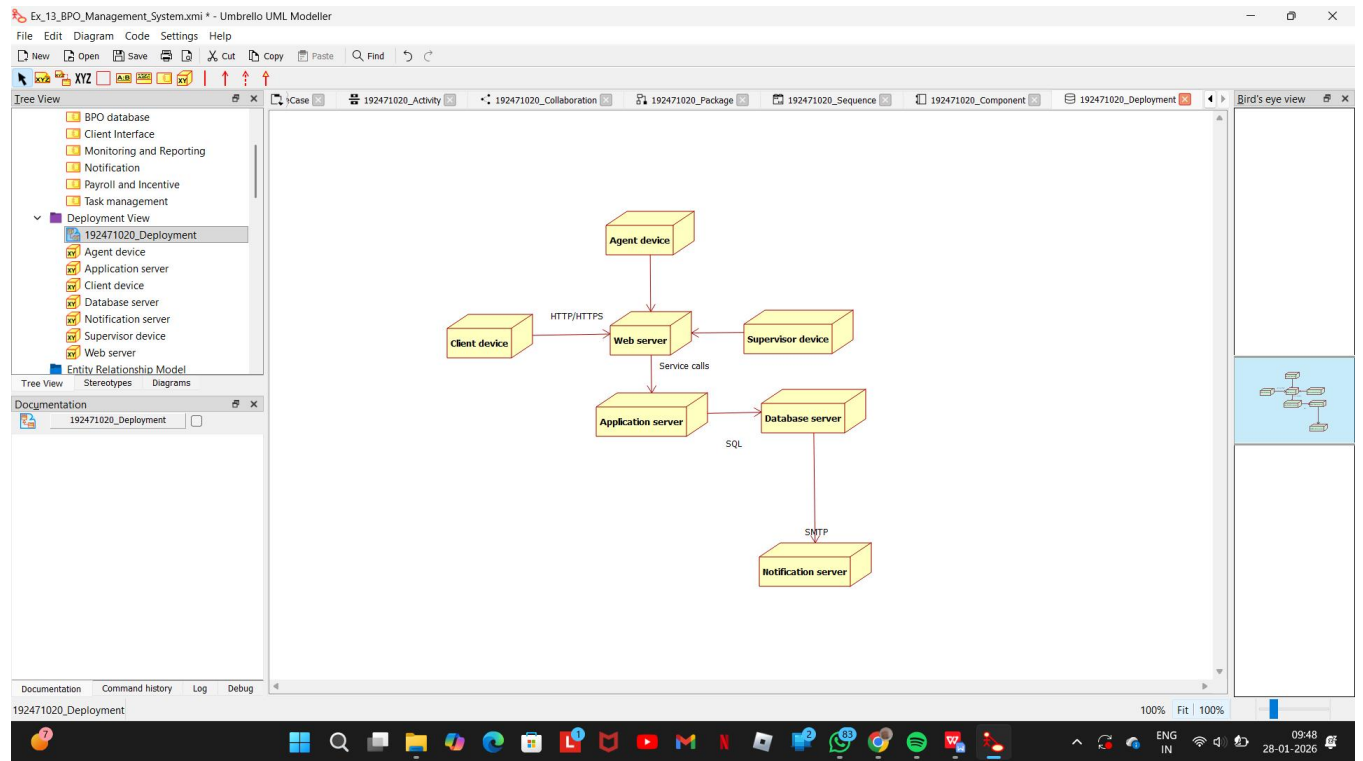 Ex_13_BPO_Management_System.xmi * - Umbrello UML Modeller
File Edit Diagram Code Settings Help
New Open Save Cut Copy Paste Find
XYZ XYZ A:B
Tree View
Case 192471020_Activity 192471020_Collaboration 192471020_Package 192471020_Sequence 192471020_Component 192471020_Deployment
Bird's eye view
BPO database
Client Interface
Monitoring and Reporting
Notification
Payroll and Incentive
Task management
Deployment View
192471020_Deployment
Agent device
Application server
Client device
Database server
Notification server
Supervisor device
Web server
Entity Relationship Model
Tree View Stereotypes Diagrams
Documentation
192471020_Deployment
Documentation Command history Log Debug
Agent device
HTTP/HTTPS
Client device
Web server
Supervisor device
Service calls
Application server
Database server
SQL
SMTP
Notification server
192471020_Deployment
100% Fit 100%
7
2
83
ENG
IN
09:48
28-01-2026